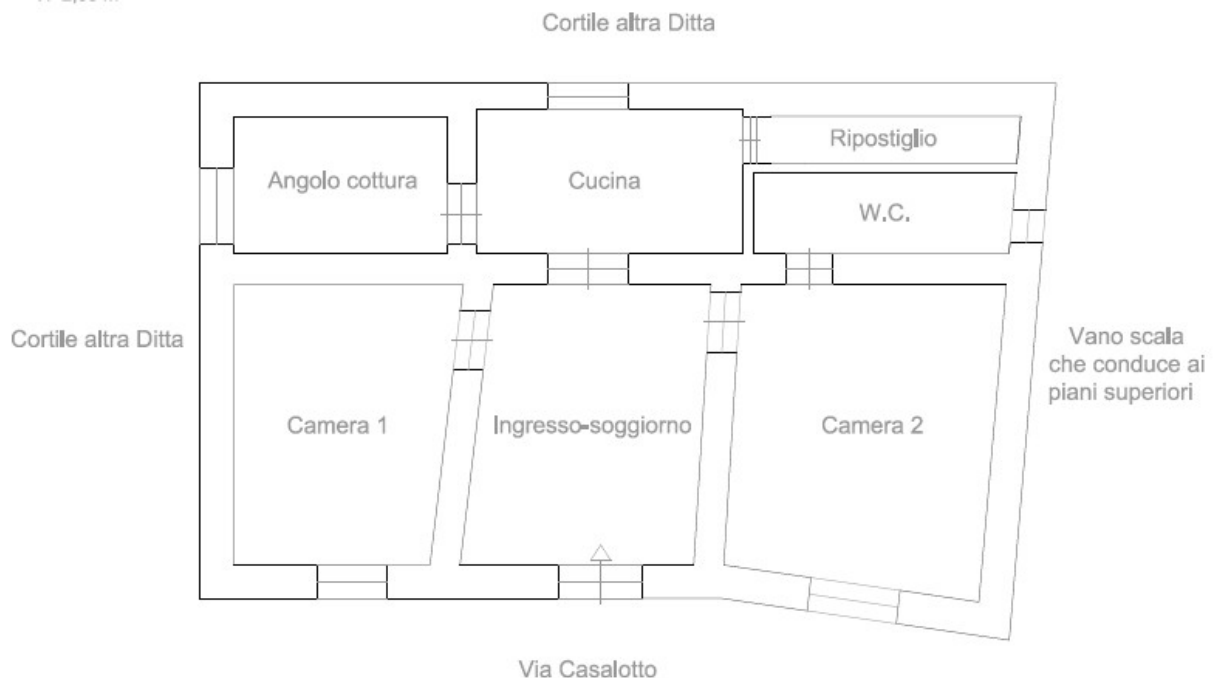 Cortile altra Ditta
Ripostiglio
Angolo cottura
Cucina
W.C.
Cortile altra Ditta
Vano scala
che conduce ai
piani superiori
Camera 1
Ingresso-soggiorno
Camera 2
Via Casalotto